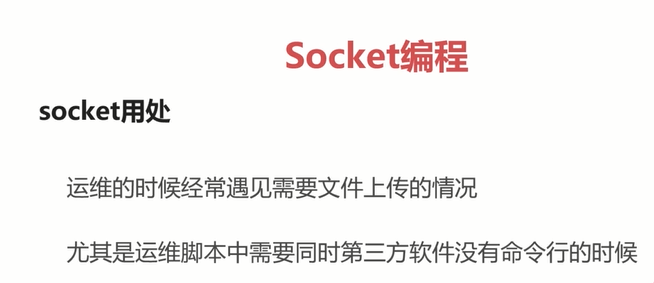 Socket编程
socket用处
运维的时候经常遇见需要文件上传的情况
尤其是运维脚本中需要同时第三方软件没有命令行的时候